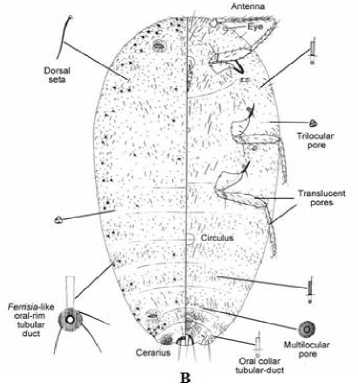 Antenna
Eye
Dorsal
seta
Trilocular
pore
Translucent
pores
Circulus
Ferrisia-like
oral-rim
tubular
duct
Multilocular
pore
Cerarius
Oral collar
tubular-duct
B